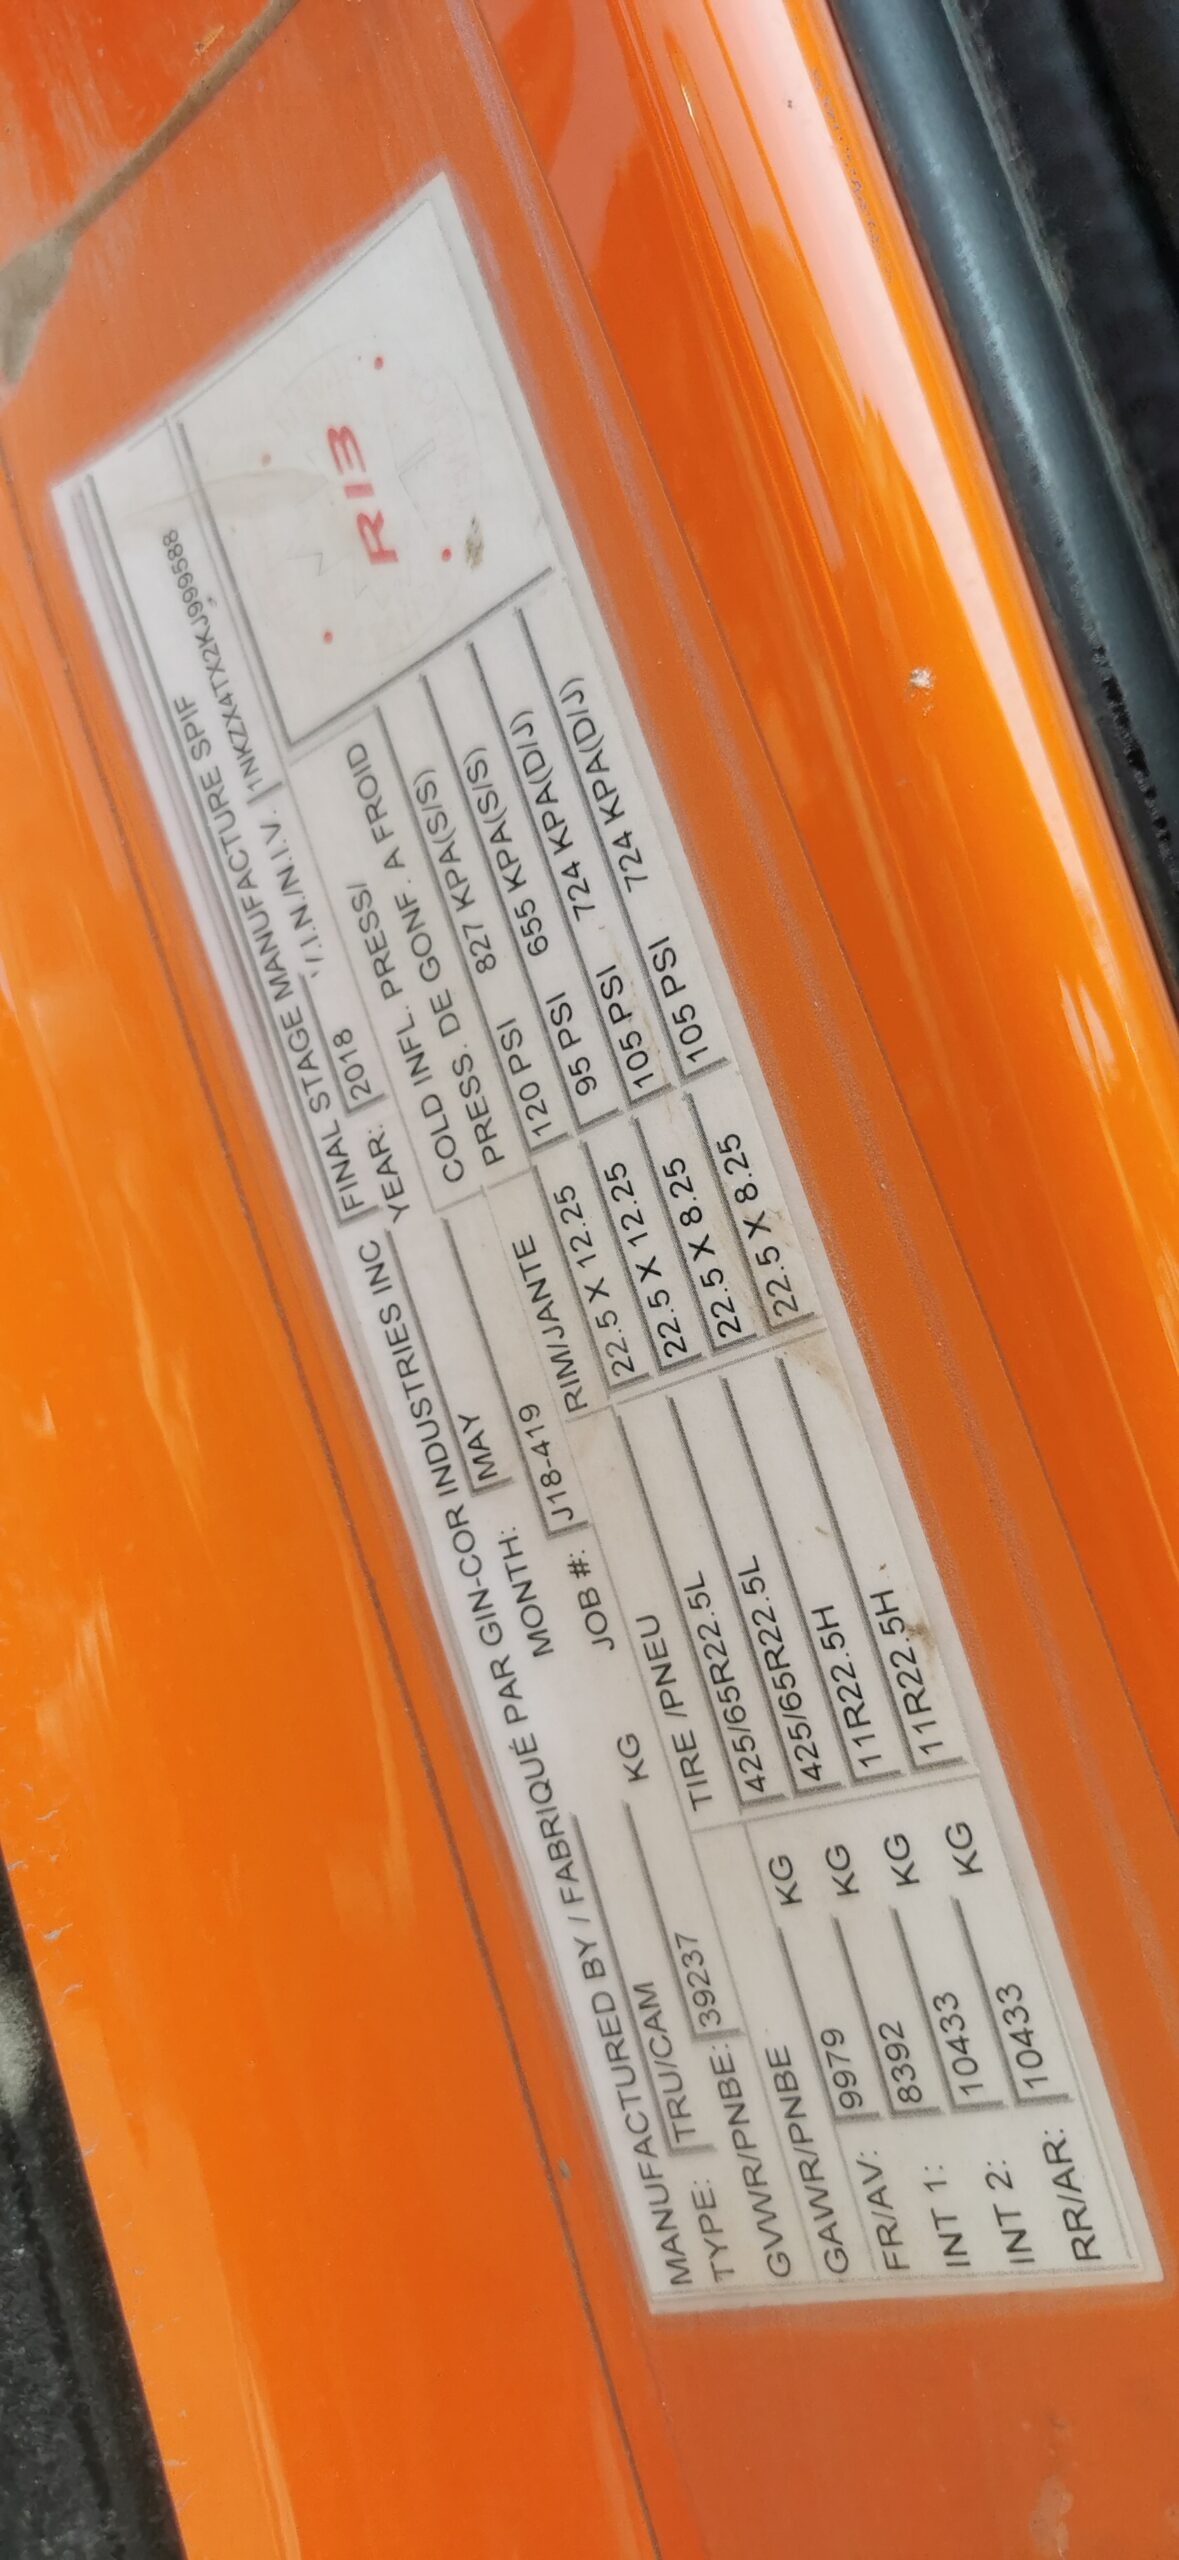 MANUFACTURED BY / FABRIQUÉ PAR GIN-COR INDUSTRIES INC FINAL STAGE MANUFACTURE SPIF
TYPE: TRU/CAM MONTH: MAY YEAR: 2018 V.I.N./N.I.V. 1NKZX4TX2KJ999588
GVWR/PNBE: 39237 KG JOB #: J18-419
COLD INFL. PRESS/
GAWR/PNBE TIRE /PNEU RIM/JANTE PRESS. DE GONF. A FROID
FR/AV: 9979 KG 425/65R22.5L 22.5 X 12.25 120 PSI 827 KPA(S/S)
INT 1: 8392 KG 425/65R22.5L 22.5 X 12.25 95 PSI 655 KPA(S/S)
INT 2: 10433 KG 11R22.5H 22.5 X 8.25 105 PSI 724 KPA(D/J)
RR/AR: 10433 KG 11R22.5H 22.5 X 8.25 105 PSI 724 KPA(D/J)